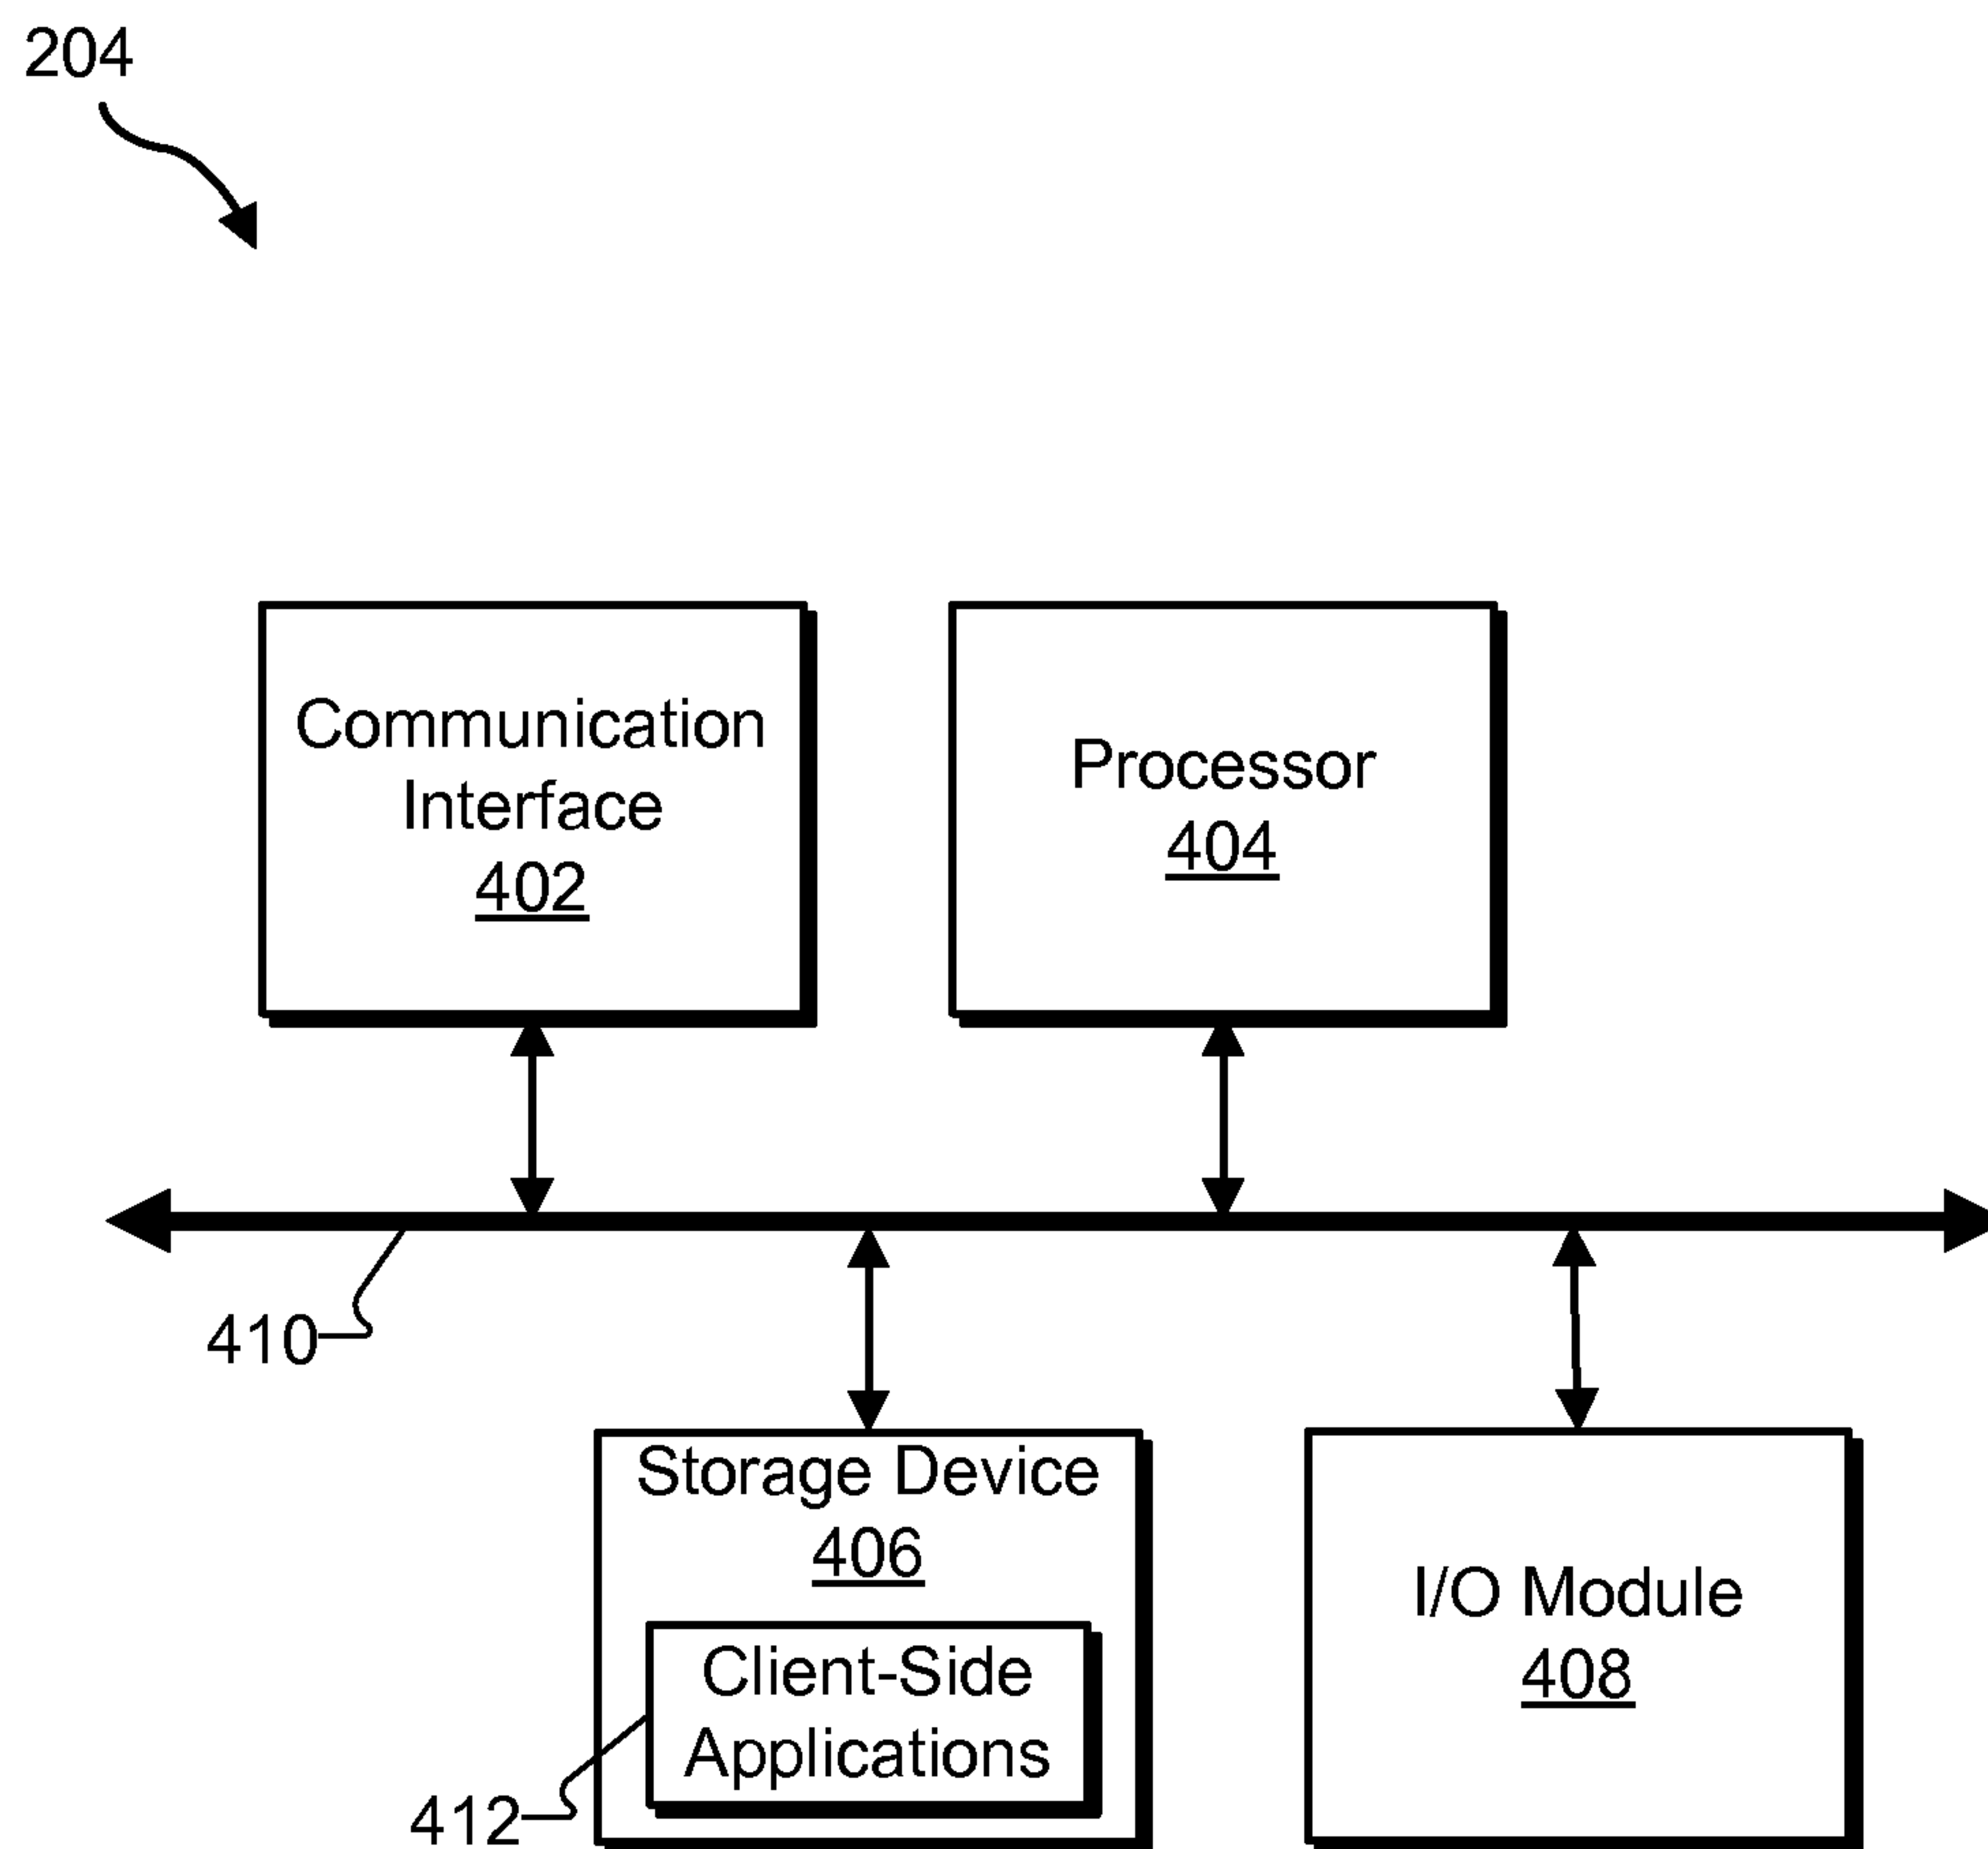 204
Communication
Interface
402
Processor
404
410
Storage Device
406
Client-Side
Applications
412
I/O Module
408